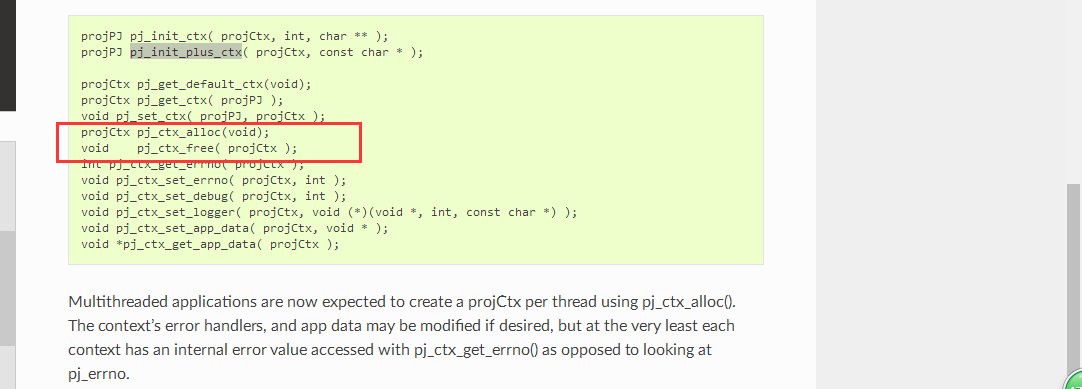 projPJ pj_init_ctx( projCtx, int, char ** );
projPJ pj_init_plus_ctx( projCtx, const char * );
projCtx pj_get_default_ctx(void);
projCtx pj_get_ctx( projPJ );
void pj_set_ctx( projPJ, projCtx );
projCtx pj_ctx_alloc(void);
void    pj_ctx_free( projCtx );
int pj_ctx_get_errno( projCtx );
void pj_ctx_set_errno( projCtx, int );
void pj_ctx_set_debug( projCtx, int );
void pj_ctx_set_logger( projCtx, void (*)(void *, int, const char *) );
void pj_ctx_set_app_data( projCtx, void * );
void *pj_ctx_get_app_data( projCtx );
Multithreaded applications are now expected to create a projCtx per thread using pj_ctx_alloc().
The context’s error handlers, and app data may be modified if desired, but at the very least each
context has an internal error value accessed with pj_ctx_get_errno() as opposed to looking at
pj_errno.